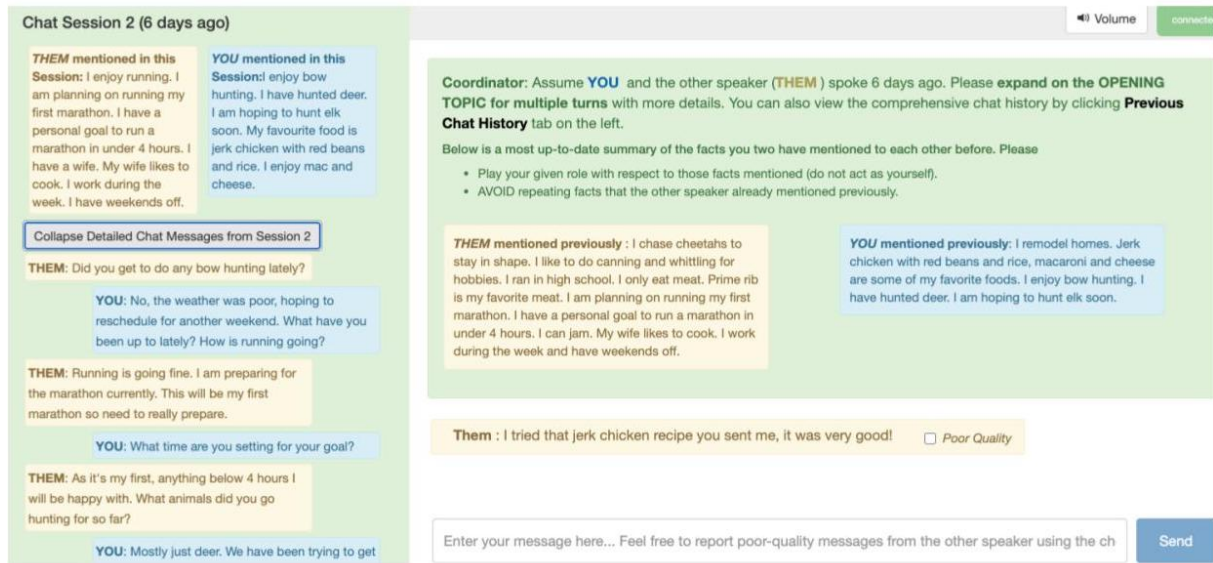 Chat Session 2 (6 days ago)
THEM mentioned in this
Session: I enjoy running. I
am planning on running my
first marathon. I have a
personal goal to run a
marathon in under 4 hours. I
have a wife. My wife likes to
cook. I work during the
week. I have weekends off.
YOU mentioned in this
Session:I enjoy bow
hunting. I have hunted deer.
I am hoping to hunt elk
soon. My favourite food is
jerk chicken with red beans
and rice. I enjoy mac and
cheese.
Collapse Detailed Chat Messages from Session 2
THEM: Did you get to do any bow hunting lately?
YOU: No, the weather was poor, hoping to
reschedule for another weekend. What have you
been up to lately? How is running going?
THEM: Running is going fine. I am preparing for
the marathon currently. This will be my first
marathon so need to really prepare.
YOU: What time are you setting for your goal?
THEM: As it's my first, anything below 4 hours I
will be happy with. What animals did you go
hunting for so far?
YOU: Mostly just deer. We have been trying to get
Volume
connecte
Coordinator: Assume YOU and the other speaker (THEM ) spoke 6 days ago. Please expand on the OPENING
TOPIC for multiple turns with more details. You can also view the comprehensive chat history by clicking Previous
Chat History tab on the left.
Below is a most up-to-date summary of the facts you two have mentioned to each other before. Please
• Play your given role with respect to those facts mentioned (do not act as yourself).
• AVOID repeating facts that the other speaker already mentioned previously.
THEM mentioned previously : I chase cheetahs to
stay in shape. I like to do canning and whittling for
hobbies. I ran in high school. I only eat meat. Prime rib
is my favorite meat. I am planning on running my first
marathon. I have a personal goal to run a marathon in
under 4 hours. I can jam. My wife likes to cook. I work
during the week and have weekends off.
YOU mentioned previously: I remodel homes. Jerk
chicken with red beans and rice, macaroni and cheese
are some of my favorite foods. I enjoy bow hunting. I
have hunted deer. I am hoping to hunt elk soon.
Them : I tried that jerk chicken recipe you sent me, it was very good!
Poor Quality
Enter your message here... Feel free to report poor-quality messages from the other speaker using the ch
Send